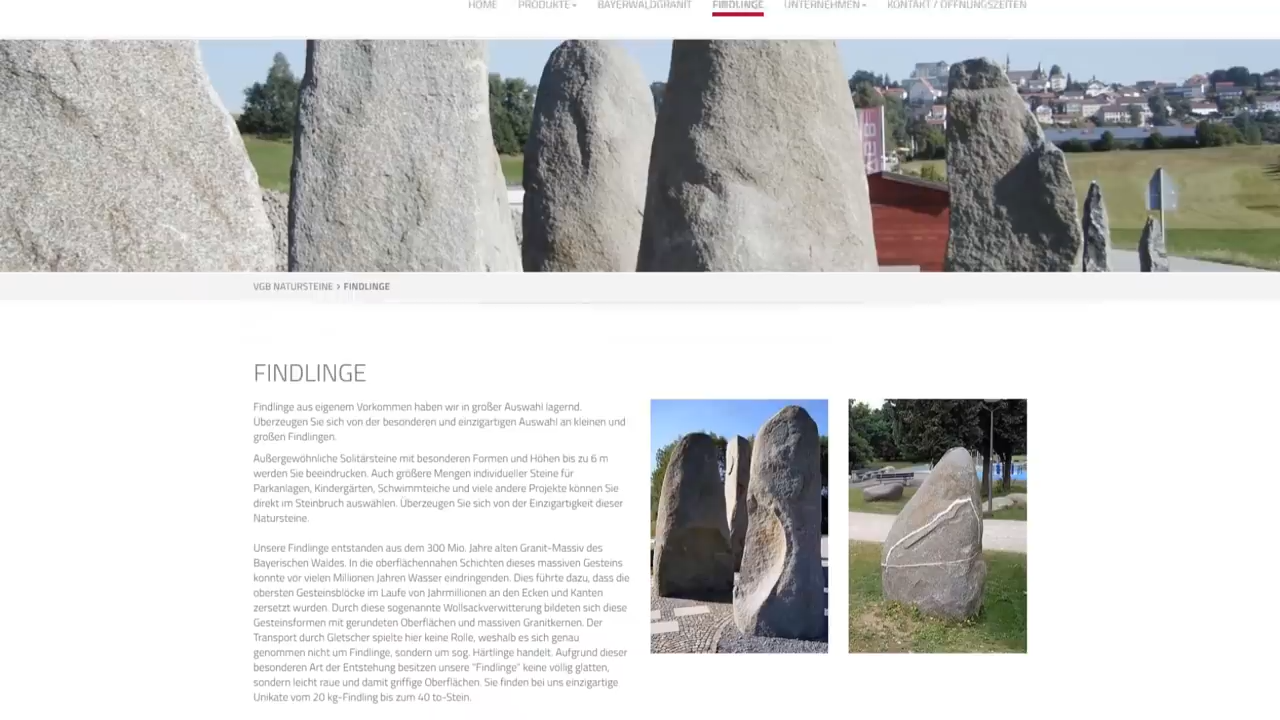 HOME PRODUKTE BAYERWALDGRANIT FINDLINGE UNTERNEHMEN KONTAKT / ÖFFNUNGSZEITEN
VGB NATURSTEINE > FINDLINGE
FINDLINGE
Findlinge aus eigenem Vorkommen haben wir in großer Auswahl lagernd.
Überzeugen Sie sich von der besonderen und einzigartigen Auswahl an kleinen und
großen Findlingen.
Außergewöhnliche Solitärsteine mit besonderen Formen und Höhen bis zu 6 m
werden Sie beeindrucken. Auch größere Mengen individueller Steine für
Parkanlagen, Kindergärten, Schwimmteiche und viele andere Projekte können Sie
direkt im Steinbruch auswählen. Überzeugen Sie sich von der Einzigartigkeit dieser
Natursteine.
Unsere Findlinge entstanden aus dem 300 Mio. Jahre alten Granit-Massiv des
Bayerischen Waldes. In die oberflächennahen Schichten dieses massiven Gesteins
konnte vor vielen Millionen Jahren Wasser eindringenden. Dies führte dazu, dass die
obersten Gesteinsblöcke im Laufe von Jahrmillionen an den Ecken und Kanten
zersetzt wurden. Durch diese sogenannte Wollsackverwitterung bildeten sich diese
Gesteinsformen mit gerundeten Oberflächen und massiven Granitkernen. Der
Transport durch Gletscher spielte hier keine Rolle, weshalb es sich genau
genommen nicht um Findlinge, sondern um sog. Härtlinge handelt. Aufgrund dieser
besonderen Art der Entstehung besitzen unsere "Findlinge" keine völlig glatten,
sondern leicht raue und damit griffige Oberflächen. Sie finden bei uns einzigartige
Unikate vom 20 kg-Findling bis zum 40 to-Stein.